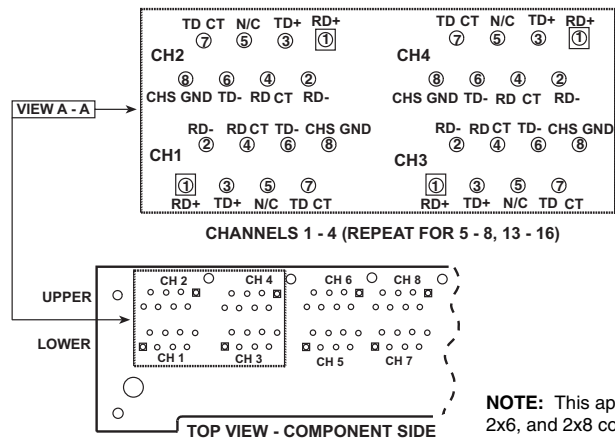 TD CT N/C TD+ RD+ TD CT N/C TD+ RD+
7 5 3 1 7 5 3 1
CH2 CH4
8 6 4 2 8 6 4 2
CHS GND TD- RD CT RD- CHS GND TD- RD CT RD-
VIEW A - A
RD- RD CT TD- CHS GND RD- RD CT TD- CHS GND
2 4 6 8 2 4 6 8
CH1 CH3
1 3 5 7 1 3 5 7
RD+ TD+ N/C TD CT RD+ TD+ N/C TD CT
CHANNELS 1 - 4 (REPEAT FOR 5 - 8, 13 - 16)
CH 2 CH 4 CH 6 CH 8
UPPER
LOWER
CH 1 CH 3 CH 5 CH 7
NOTE: This ap
2x6, and 2x8 co
TOP VIEW - COMPONENT SIDE